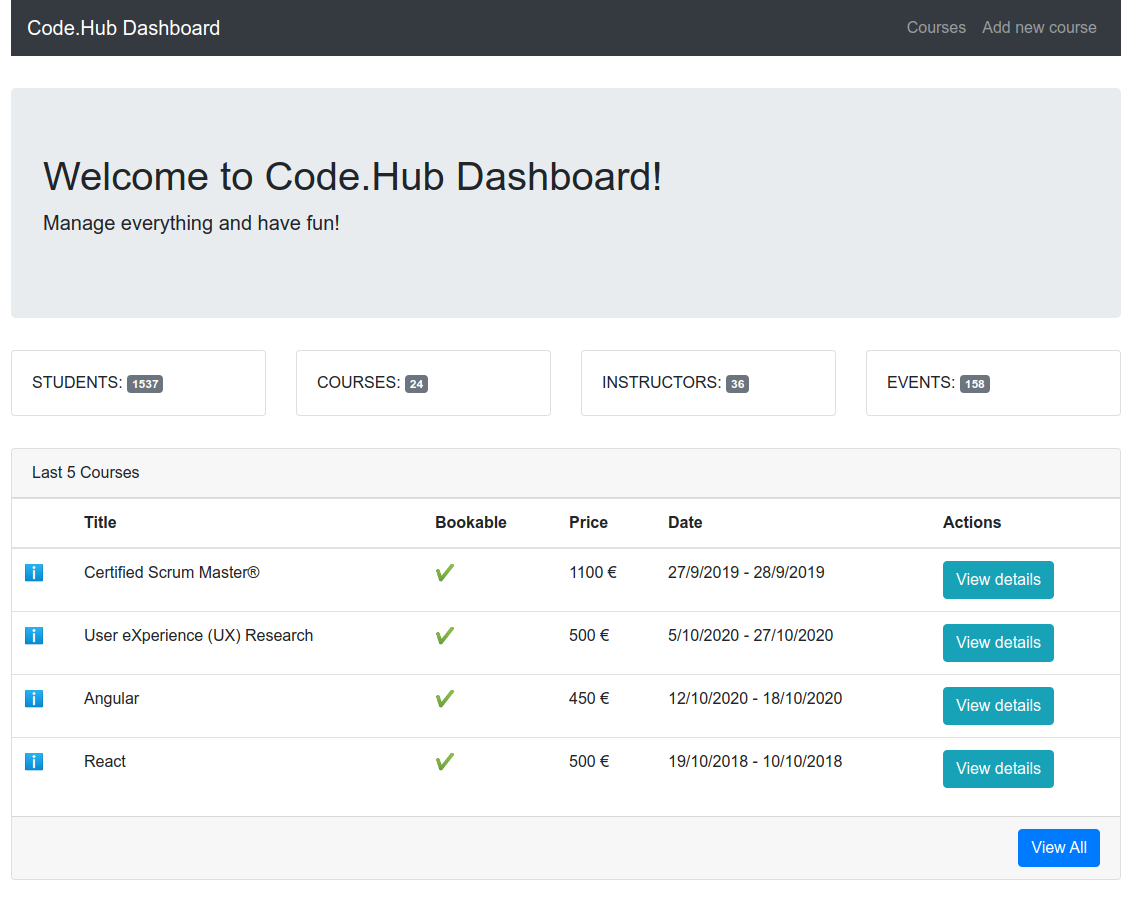 Code.Hub Dashboard Courses Add new course
Welcome to Code.Hub Dashboard!
Manage everything and have fun!
STUDENTS: 1537 COURSES: 24 INSTRUCTORS: 36 EVENTS: 158
Last 5 Courses
Title Bookable Price Date Actions
Certified Scrum Master® 1100 € 27/9/2019 - 28/9/2019 View details
User eXperience (UX) Research 500 € 5/10/2020 - 27/10/2020 View details
Angular 450 € 12/10/2020 - 18/10/2020 View details
React 500 € 19/10/2018 - 10/10/2018 View details
View All